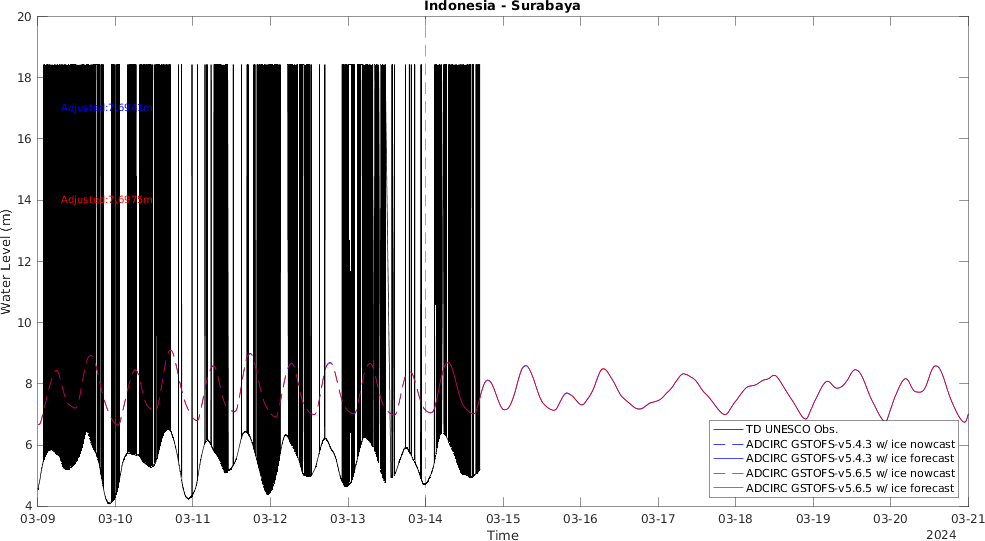 Indonesia - Surabaya
20
18
16
14
12
10
8
6
4
Water Level (m)
03-09
03-10
03-11
03-12
03-13
03-14
03-15
03-16
03-17
03-18
03-19
03-20
03-21
Time
2024
TD UNESCO Obs.
ADCIRC GSTOFS-v5.4.3 w/ ice nowcast
ADCIRC GSTOFS-v5.4.3 w/ ice forecast
ADCIRC GSTOFS-v5.6.5 w/ ice nowcast
ADCIRC GSTOFS-v5.6.5 w/ ice forecast